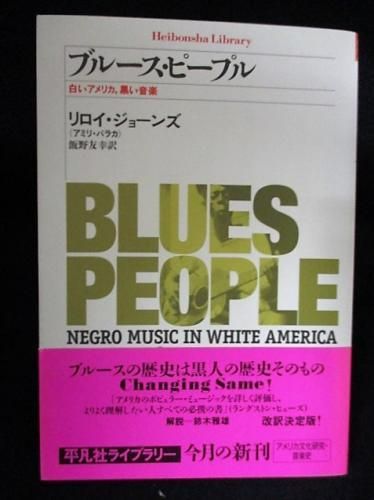 Heibonsha Library
ブルース・ピープル
白いアメリカ、黒い音楽
リロイ・ジョーンズ
(アミリ・バラカ)
飯野友幸訳
BLUES
PEOPLE
NEGRO MUSIC IN WHITE AMERICA
ブルースの歴史は黒人の歴史そのもの
Changing Same!
「アメリカのポピュラー・ミュージックを詳しく評価し、
よりよく理解したい人すべての必携の書」(ラングストン・ヒューズ)
解説—鈴木雅雄
改訳決定版!
平凡社ライブラリー
今月の新刊
アメリカ文化研究・
音楽史